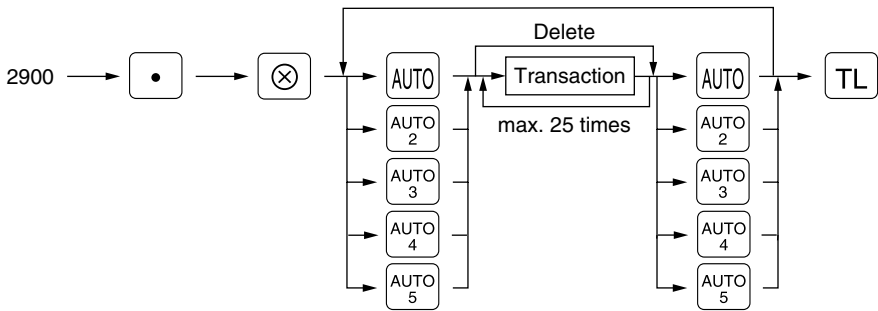 Delete
2900 • ⊗ AUTO Transaction AUTO TL
max. 25 times
AUTO 2 AUTO 2
AUTO 3 AUTO 3
AUTO 4 AUTO 4
AUTO 5 AUTO 5